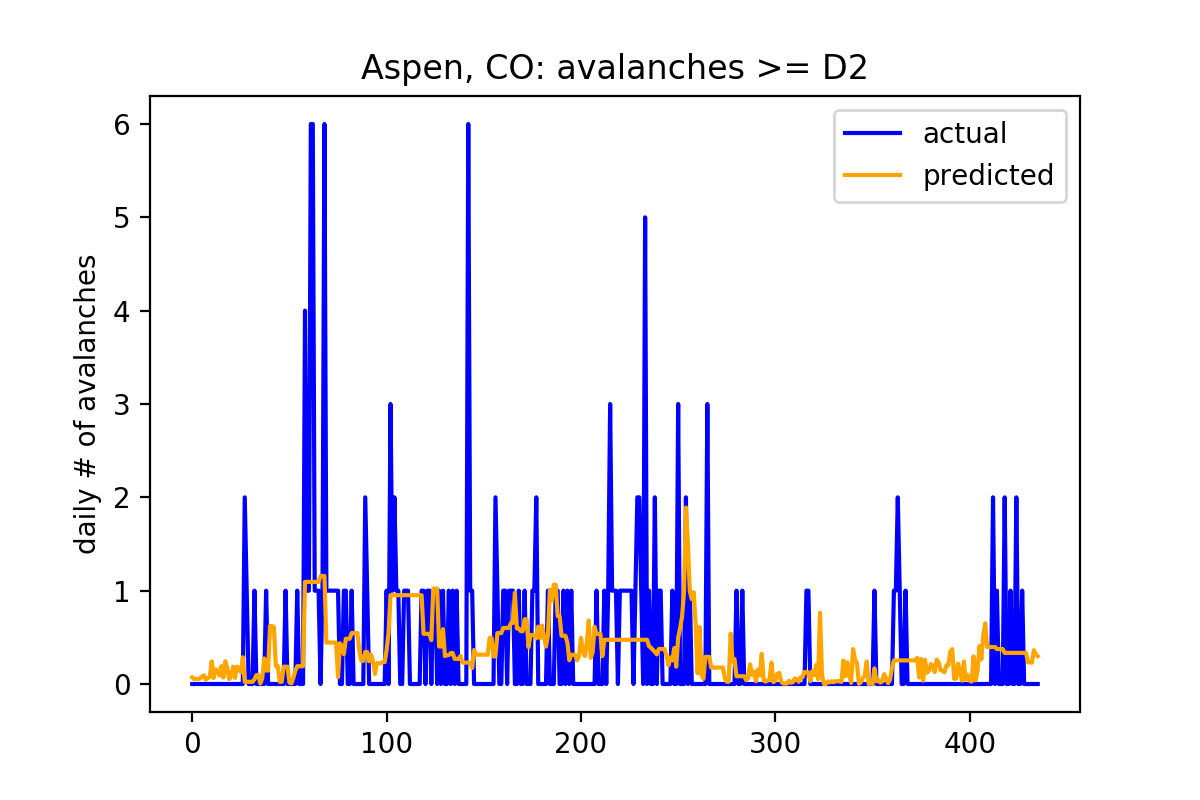 Aspen, CO: avalanches >= D2
actual
predicted
daily # of avalanches
6
5
4
3
2
1
0
0 100 200 300 400